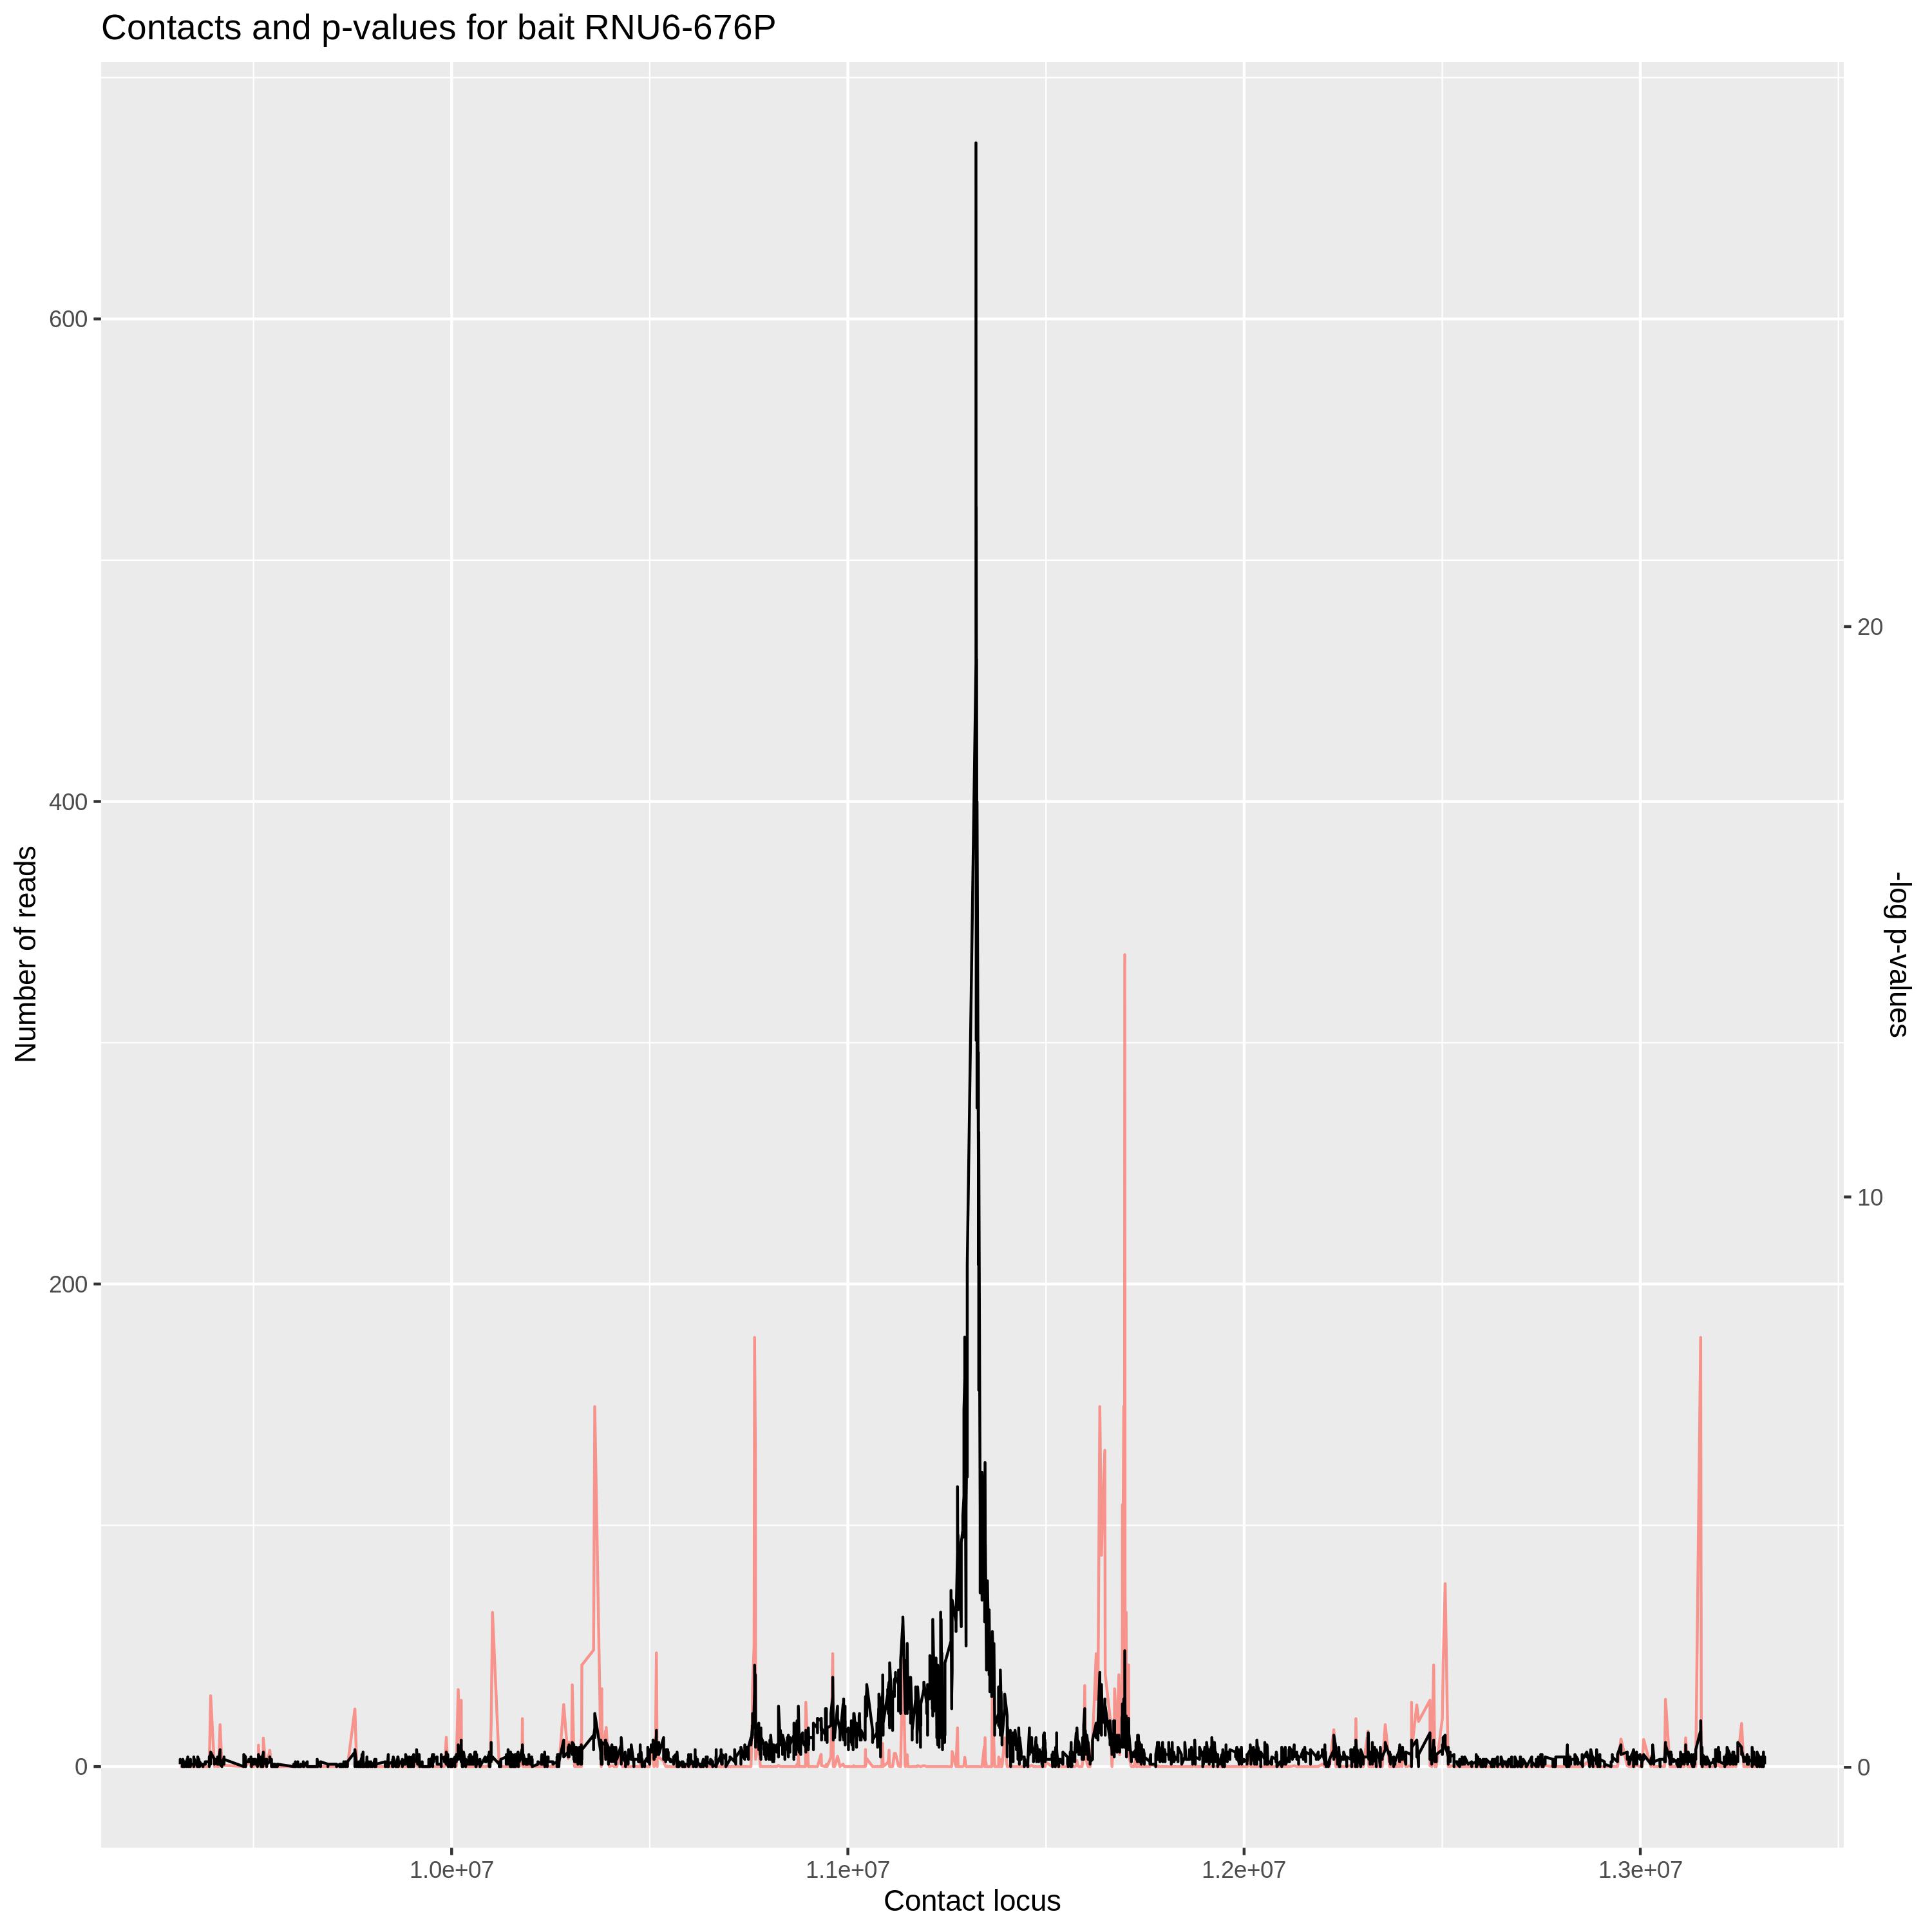 Contacts and p-values for bait RNU6-676P
Number of reads
600
400
200
0
20
10
0
-log p-values
1.0e+07
1.1e+07
1.2e+07
1.3e+07
Contact locus